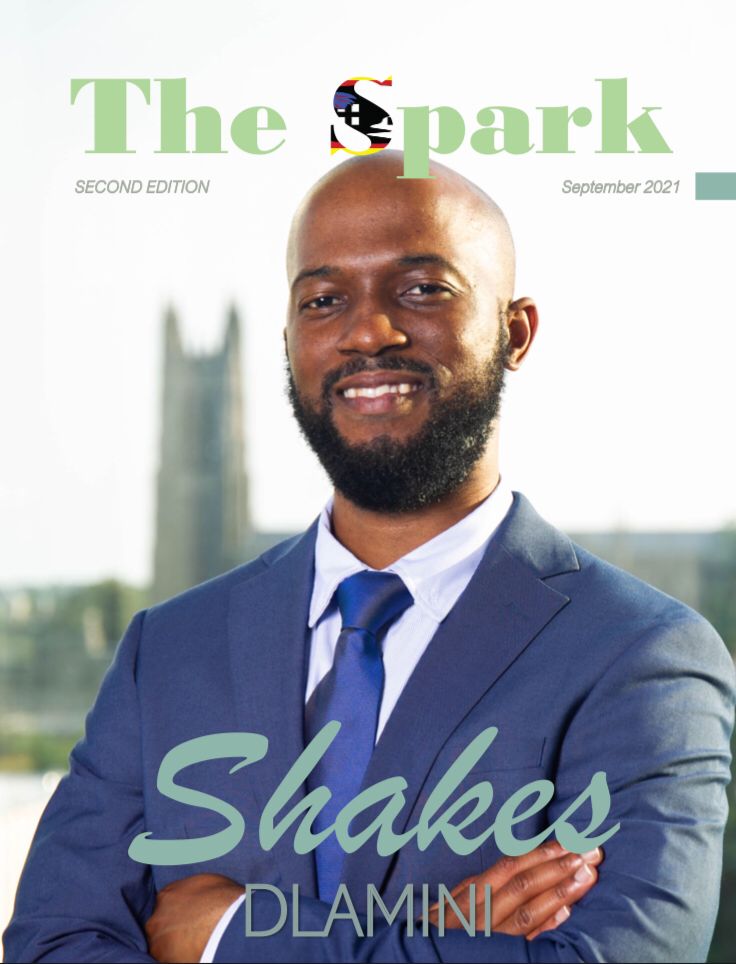 The Spark
SECOND EDITION
September 2021
Shakes
DLAMINI